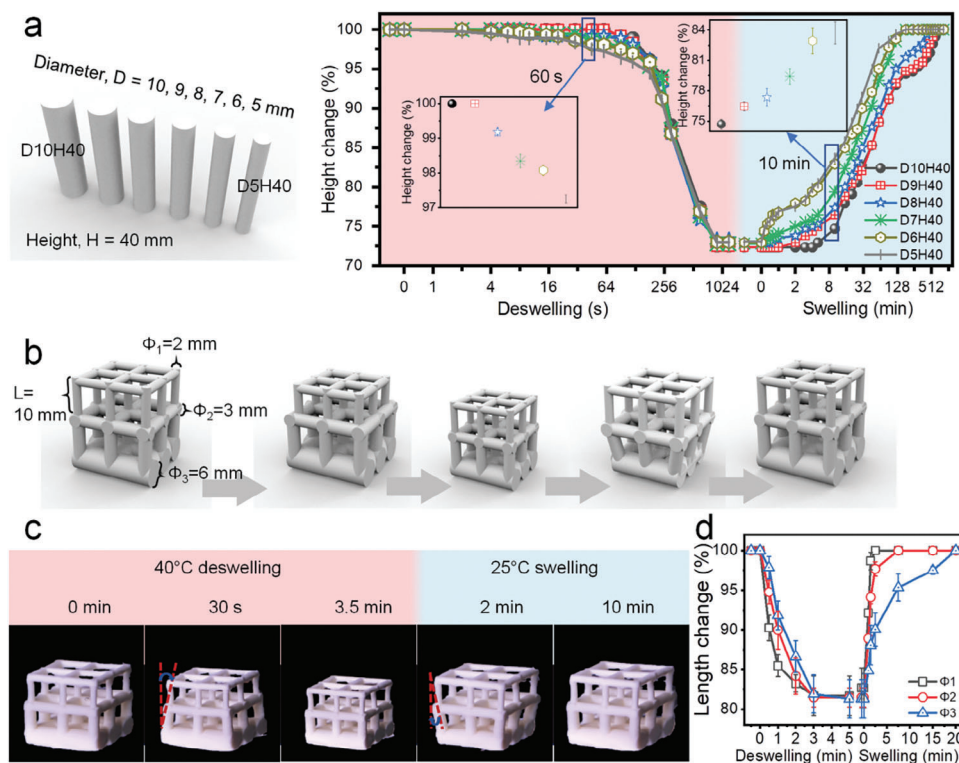 a
Diameter, D = 10, 9, 8, 7, 6, 5 mm
D10H40
D5H40
Height, H = 40 mm
Height change (%)
100
95
90
85
80
75
70
60 s
Height change (%)
100
99
98
97
Height change (%)
84
81
78
75
10 min
D10H40
D9H40
D8H40
D7H40
D6H40
D5H40
0 1 4 16 64 256 1024 0 2 8 32 128 512
Deswelling (s) Swelling (min)
b
Φ1=2 mm
L=
10 mm
Φ2=3 mm
Φ3=6 mm
c
40°C deswelling 25°C swelling
0 min 30 s 3.5 min 2 min 10 min
d
Length change (%)
100
95
90
85
80
Φ1
Φ2
Φ3
0 1 2 3 4 5 0 5 10 15 20
Deswelling (min) Swelling (min)